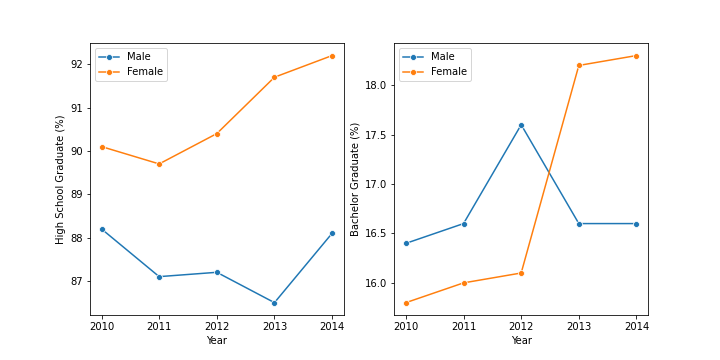 Male
Female
High School Graduate (%)
92
91
90
89
88
87
2010 2011 2012 2013 2014
Year
Male
Female
Bachelor Graduate (%)
18.0
17.5
17.0
16.5
16.0
2010 2011 2012 2013 2014
Year